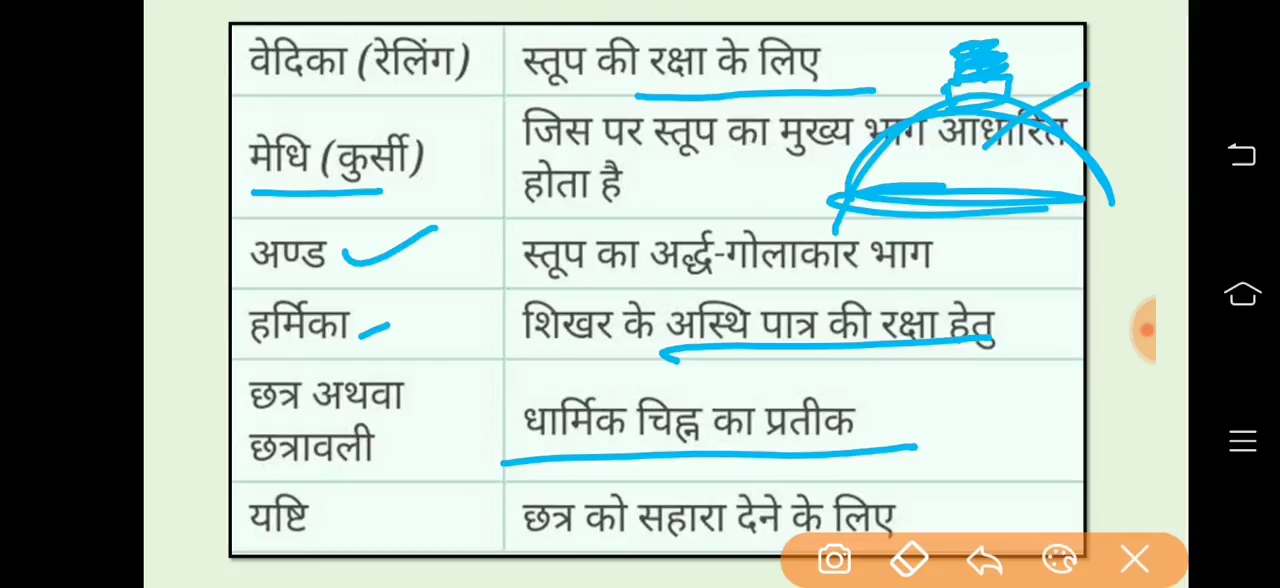 वेदिका (रेलिंग)
स्तूप की रक्षा के लिए
मेधि (कुर्सी)
जिस पर स्तूप का मुख्य भाग आधारित
होता है
अण्ड
स्तूप का अर्द्ध-गोलाकार भाग
हर्मिका
शिखर के अस्थि पात्र की रक्षा हेतु
छत्र अथवा
छत्रावली
धार्मिक चिह्न का प्रतीक
यष्टि
छत्र को सहारा देने के लिए